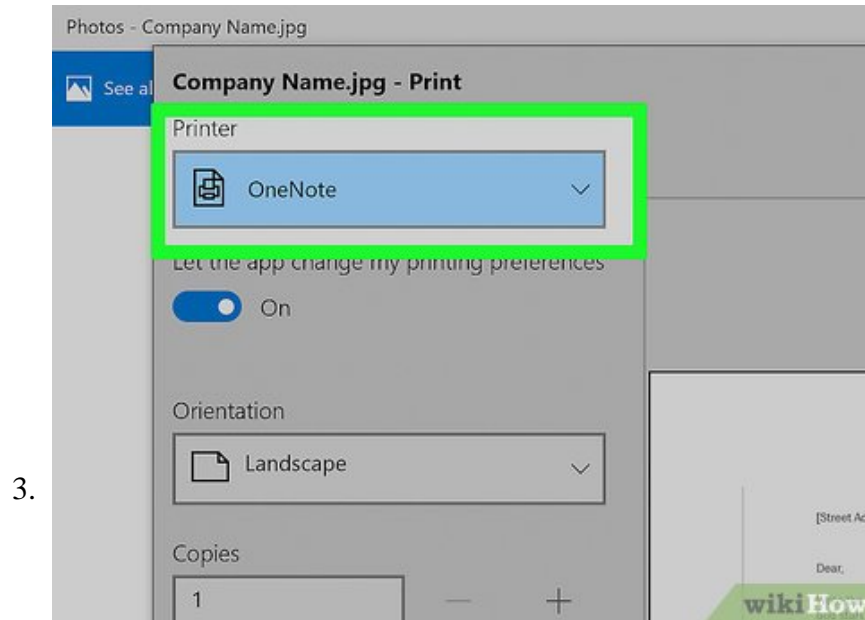 Photos - Company Name.jpg
See al
Company Name.jpg - Print
Printer
OneNote
Let the app change my printing preferences
On
Orientation
Landscape
3.
[Street Ad
Copies
Dear,
1
wikiHow